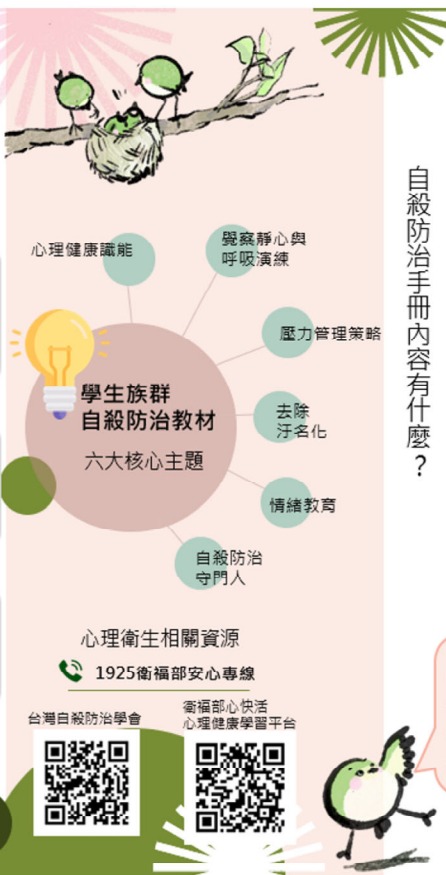 自殺防治手冊內容有什麼？
心理健康識能
覺察靜心與
呼吸演練
壓力管理策略
去除
汙名化
情緒教育
自殺防治
守門人
學生族群
自殺防治教材
六大核心主題
心理衛生相關資源
1925衛福部安心專線
台灣自殺防治學會
衛福部心快活
心理健康學習平台